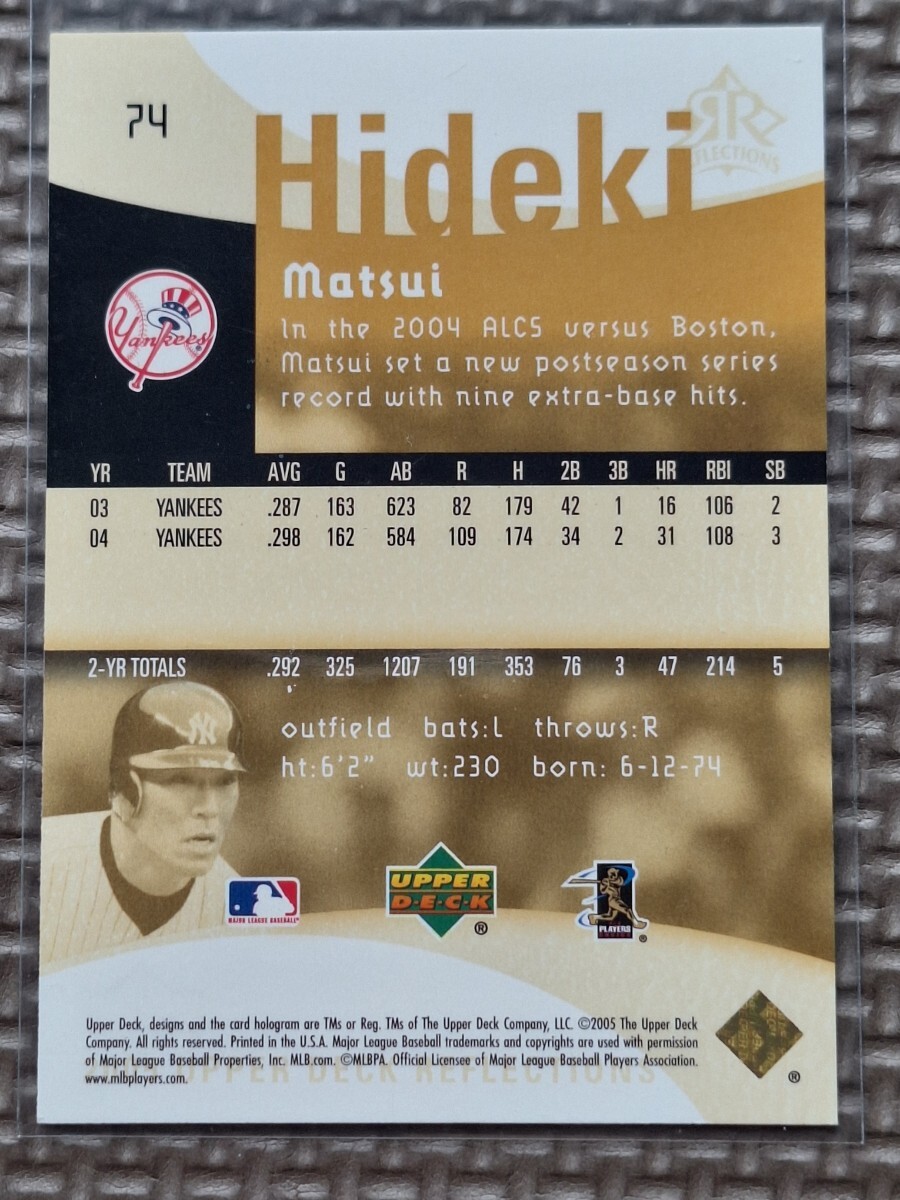 74
Hideki
RR
REFLECTIONS
Matsui
Yankees
In the 2004 ALCS versus Boston,
Matsui set a new postseason series
record with nine extra-base hits.
YR TEAM AVG G AB R H 2B 3B HR RBI SB
03 YANKEES .287 163 623 82 179 42 1 16 106 2
04 YANKEES .298 162 584 109 174 34 2 31 108 3
2-YR TOTALS .292 325 1207 191 353 76 3 47 214 5
outfield bats:L throws:R
ht:6'2" wt:230 born: 6-12-74
NY
MAJOR LEAGUE BASEBALL
UPPER
D·E·C·K
®
PLAYERS
CHOICE
®
Upper Deck, designs and the card hologram are TMs or Reg. TMs of The Upper Deck Company, LLC. ©2005 The Upper Deck
Company. All rights reserved. Printed in the U.S.A. Major League Baseball trademarks and copyrights are used with permission
of Major League Baseball Properties, Inc. MLB.com. ©MLBPA. Official Licensee of Major League Baseball Players Association.
www.mlbplayers.com.
UPPER DECK REFLECTIONS
®